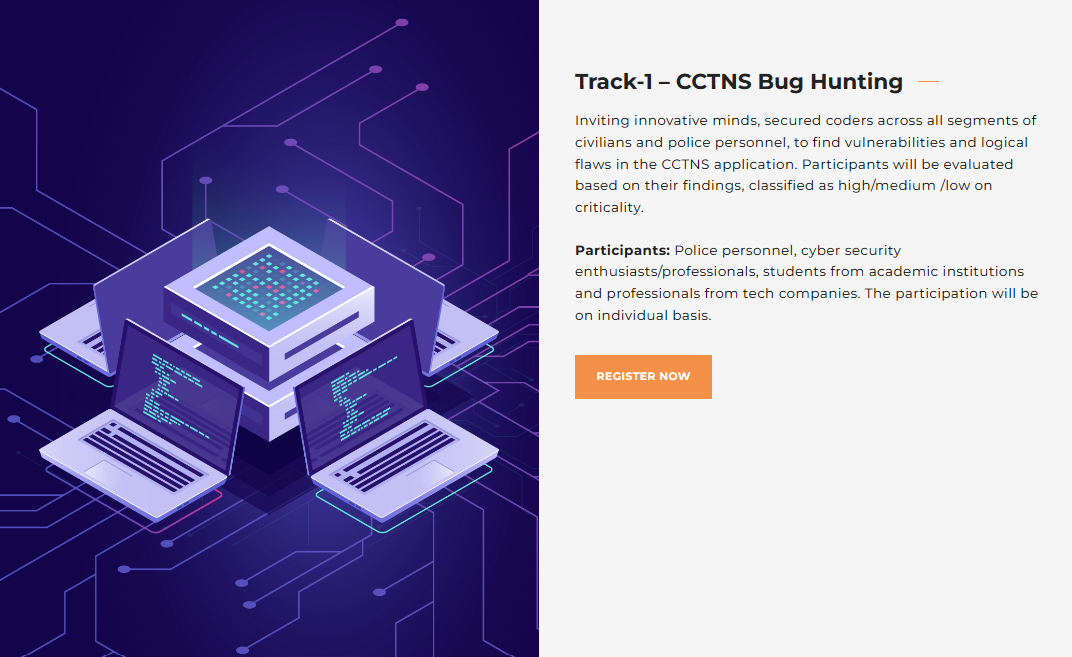 Track-1 – CCTNS Bug Hunting
Inviting innovative minds, secured coders across all segments of
civilians and police personnel, to find vulnerabilities and logical
flaws in the CCTNS application. Participants will be evaluated
based on their findings, classified as high/medium /low on
criticality.
Participants: Police personnel, cyber security
enthusiasts/professionals, students from academic institutions
and professionals from tech companies. The participation will be
on individual basis.
REGISTER NOW